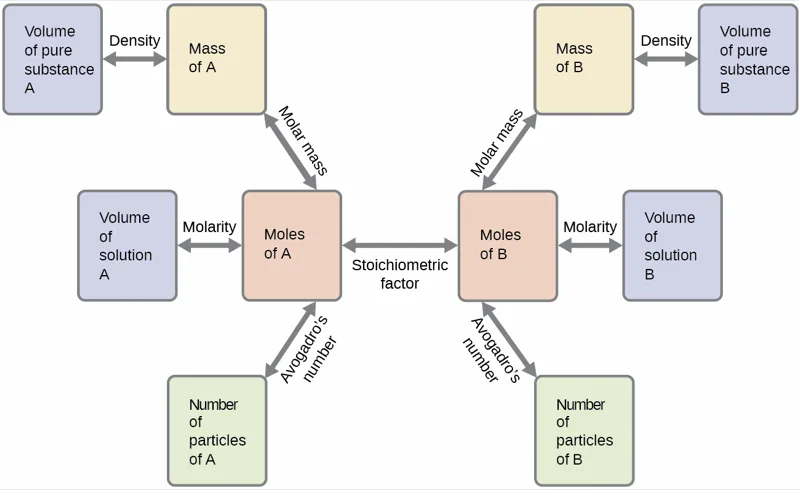 Volume
of pure
substance
A
Density
Mass
of A
Mass
of B
Density
Volume
of pure
substance
B
Molar mass
Molar mass
Volume
of
solution
A
Molarity
Moles
of A
Stoichiometric
factor
Moles
of B
Molarity
Volume
of
solution
B
Avogadro's
number
Avogadro's
number
Number
of
particles
of A
Number
of
particles
of B